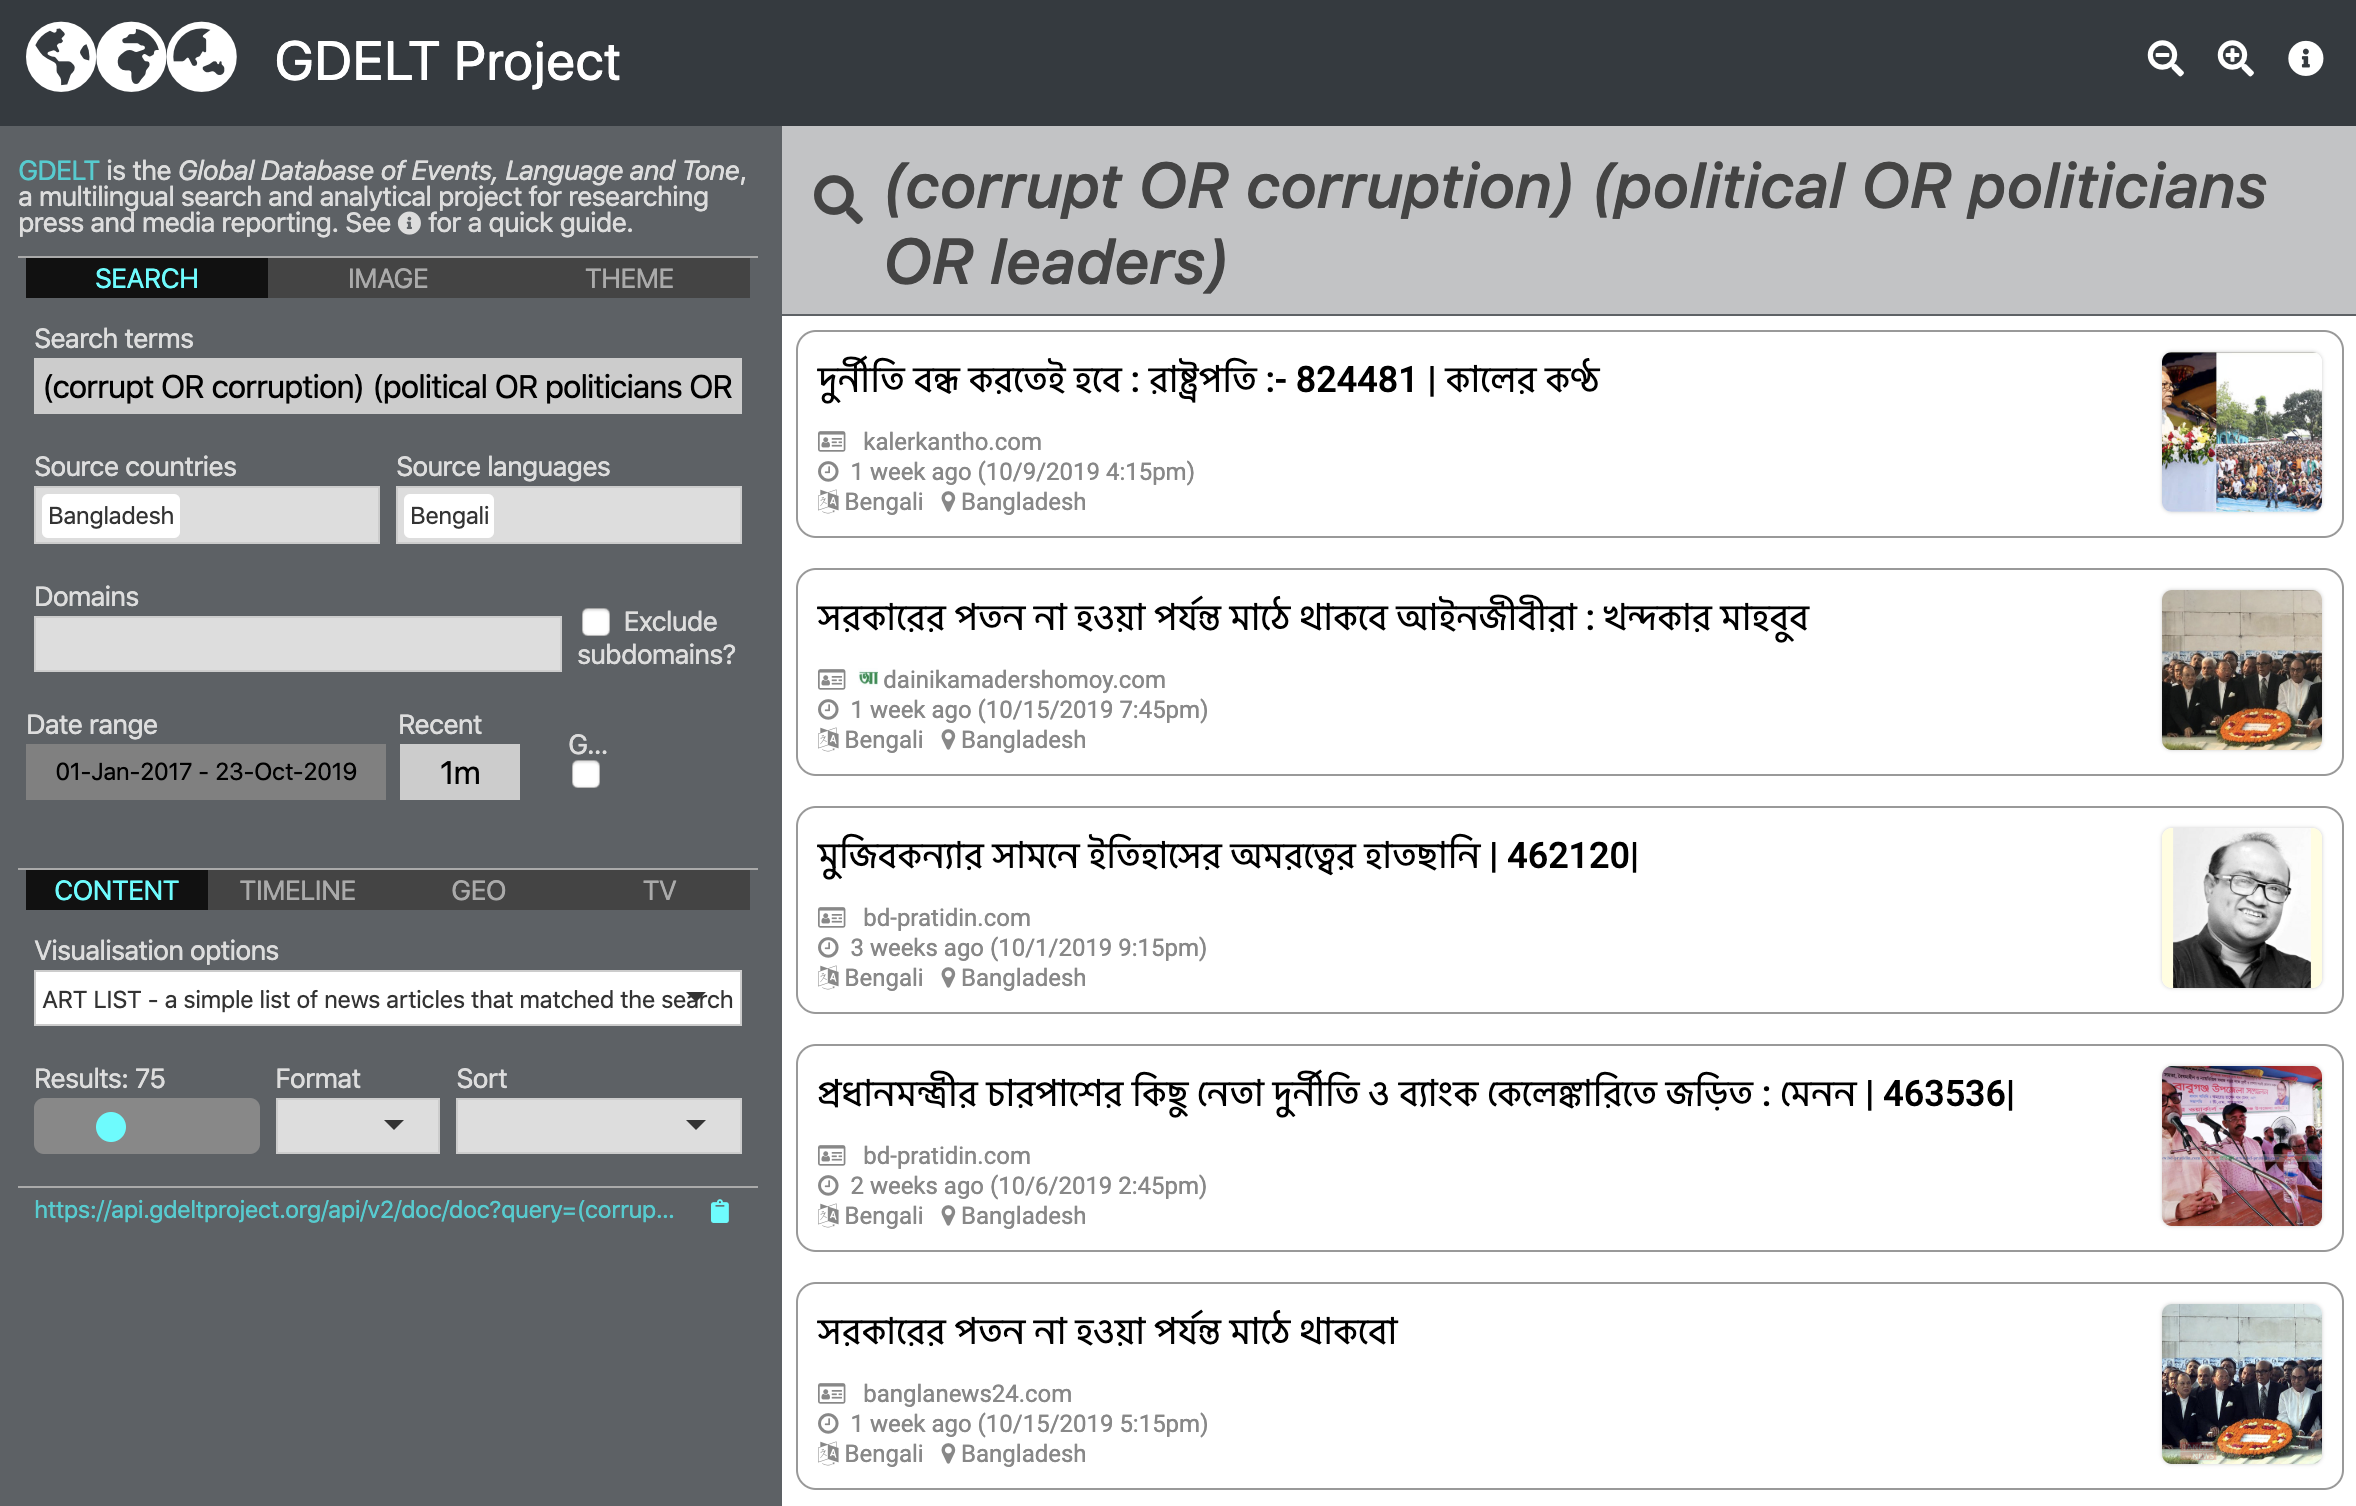 GDELT Project
GDELT is the Global Database of Events, Language and Tone,
a multilingual search and analytical project for researching
press and media reporting. See for a quick guide.
SEARCH IMAGE THEME
Search terms
(corrupt OR corruption) (political OR politicians OR
Source countries Source languages
Bangladesh Bengali
Domains
Exclude
subdomains?
Date range Recent G...
01-Jan-2017 - 23-Oct-2019 1m
CONTENT TIMELINE GEO TV
Visualisation options
ART LIST - a simple list of news articles that matched the search
Results: 75 Format Sort
https://api.gdeltproject.org/api/v2/doc/doc?query=(corrup...
(corrupt OR corruption) (political OR politicians
OR leaders)
দুর্নীতি বন্ধ করতেই হবে : রাষ্ট্রপতি :- 824481 | কালের কণ্ঠ
kalerkantho.com
1 week ago (10/9/2019 4:15pm)
Bengali Bangladesh
সরকারের পতন না হওয়া পর্যন্ত মাঠে থাকবে আইনজীবীরা : খন্দকার মাহবুব
আ dainikamadershomoy.com
1 week ago (10/15/2019 7:45pm)
Bengali Bangladesh
মুজিবকন্যার সামনে ইতিহাসের অমরত্বের হাতছানি | 462120|
bd-pratidin.com
3 weeks ago (10/1/2019 9:15pm)
Bengali Bangladesh
প্রধানমন্ত্রীর চারপাশের কিছু নেতা দুর্নীতি ও ব্যাংক কেলেঙ্কারিতে জড়িত : মেনন | 463536|
bd-pratidin.com
2 weeks ago (10/6/2019 2:45pm)
Bengali Bangladesh
সরকারের পতন না হওয়া পর্যন্ত মাঠে থাকবো
banglanews24.com
1 week ago (10/15/2019 5:15pm)
Bengali Bangladesh